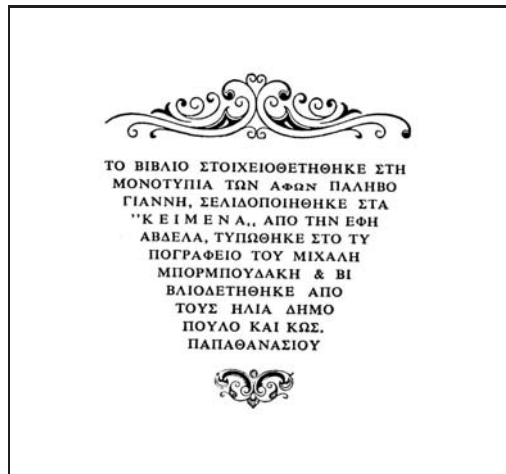 ΤΟ ΒΙΒΛΙΟ ΣΤΟΙΧΕΙΟΘΕΤΗΘΗΚΕ ΣΤΗ
ΜΟΝΟΤΥΠΙΑ ΤΩΝ ΑΦΩΝ ΠΑΛΗΒΟ
ΓΙΑΝΝΗ, ΣΕΛΙΔΟΠΟΙΗΘΗΚΕ ΣΤΑ
''Κ Ε Ι Μ Ε Ν Α,, ΑΠΟ ΤΗΝ ΕΦΗ
ΑΒΔΕΛΑ, ΤΥΠΩΘΗΚΕ ΣΤΟ ΤΥ
ΠΟΓΡΑΦΕΙΟ ΤΟΥ ΜΙΧΑΛΗ
ΜΠΟΡΜΠΟΥΔΑΚΗ & ΒΙ
ΒΛΙΟΔΕΤΗΘΗΚΕ ΑΠΟ
ΤΟΥΣ ΗΛΙΑ ΔΗΜΟ
ΠΟΥΛΟ ΚΑΙ ΚΩΣ.
ΠΑΠΑΘΑΝΑΣΙΟΥ